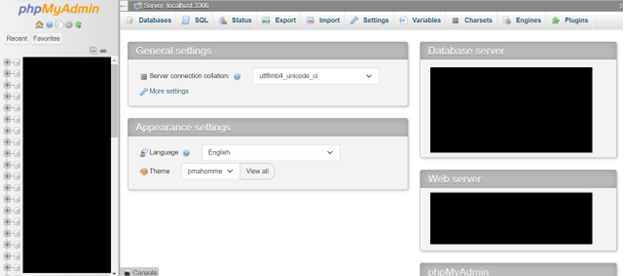 phpMyAdmin
Recent Favorites
Server: localhost:3306
Databases SQL Status Export Import Settings Variables Charsets Engines Plugins
General settings
Server connection collation: utf8mb4_unicode_ci
More settings
Appearance settings
Language English
Theme pmahomme View all
Database server
Web server
phpMyAdmin
Console